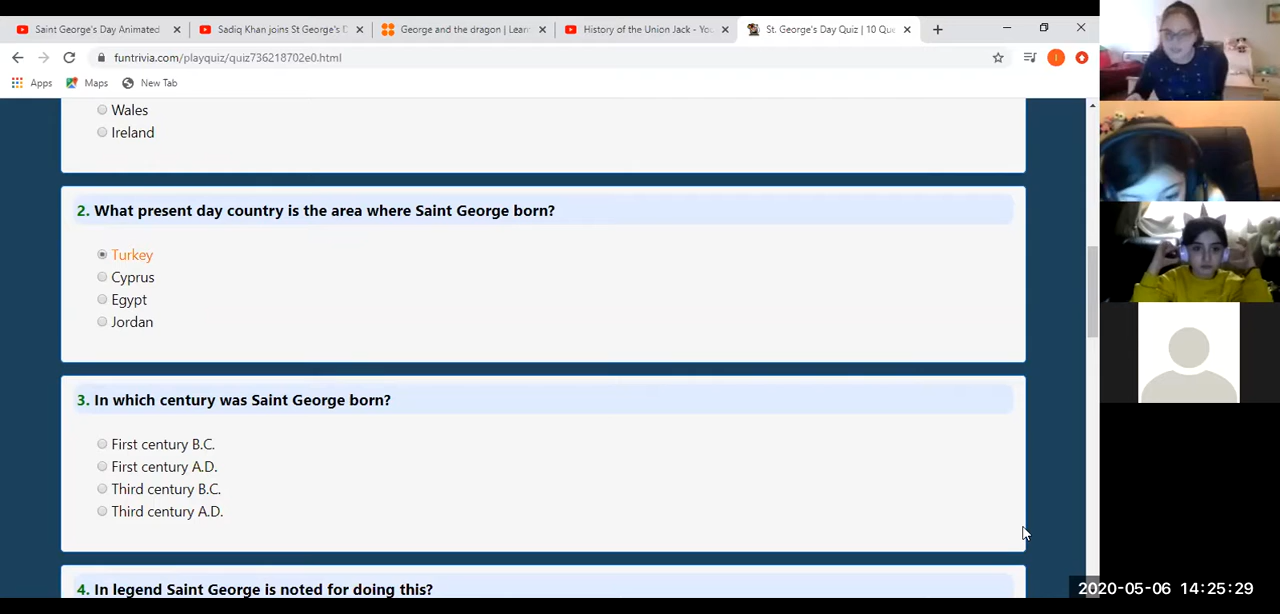 Saint George's Day Animated
Sadiq Khan joins St George's D
George and the dragon | Learn
History of the Union Jack - You
St. George's Day Quiz | 10 Que
funtrivia.com/playquiz/quiz736218702e0.html
I
Apps
Maps
New Tab
Wales
Ireland
2. What present day country is the area where Saint George born?
Turkey
Cyprus
Egypt
Jordan
3. In which century was Saint George born?
First century B.C.
First century A.D.
Third century B.C.
Third century A.D.
4. In legend Saint George is noted for doing this?
2020-05-06 14:25:29